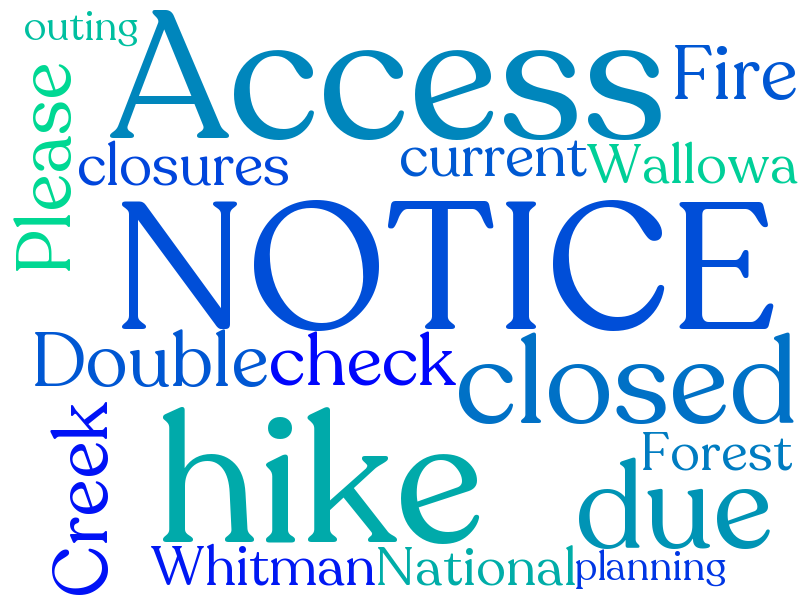 outing
Access
Fire
Please
closures
current
Wallowa
NOTICE
Double
check
closed
Creek
hike
Forest
due
Whitman
National
planning